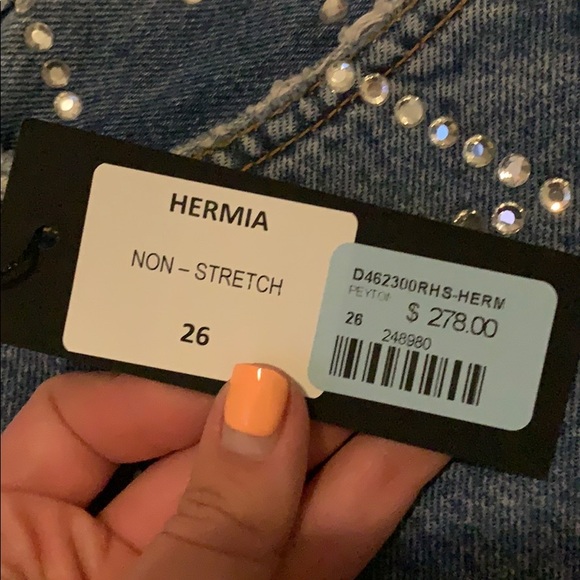 HERMIA
NON – STRETCH
26
D462300RHS-HERM
PEYTON
$ 278.00
26
248980